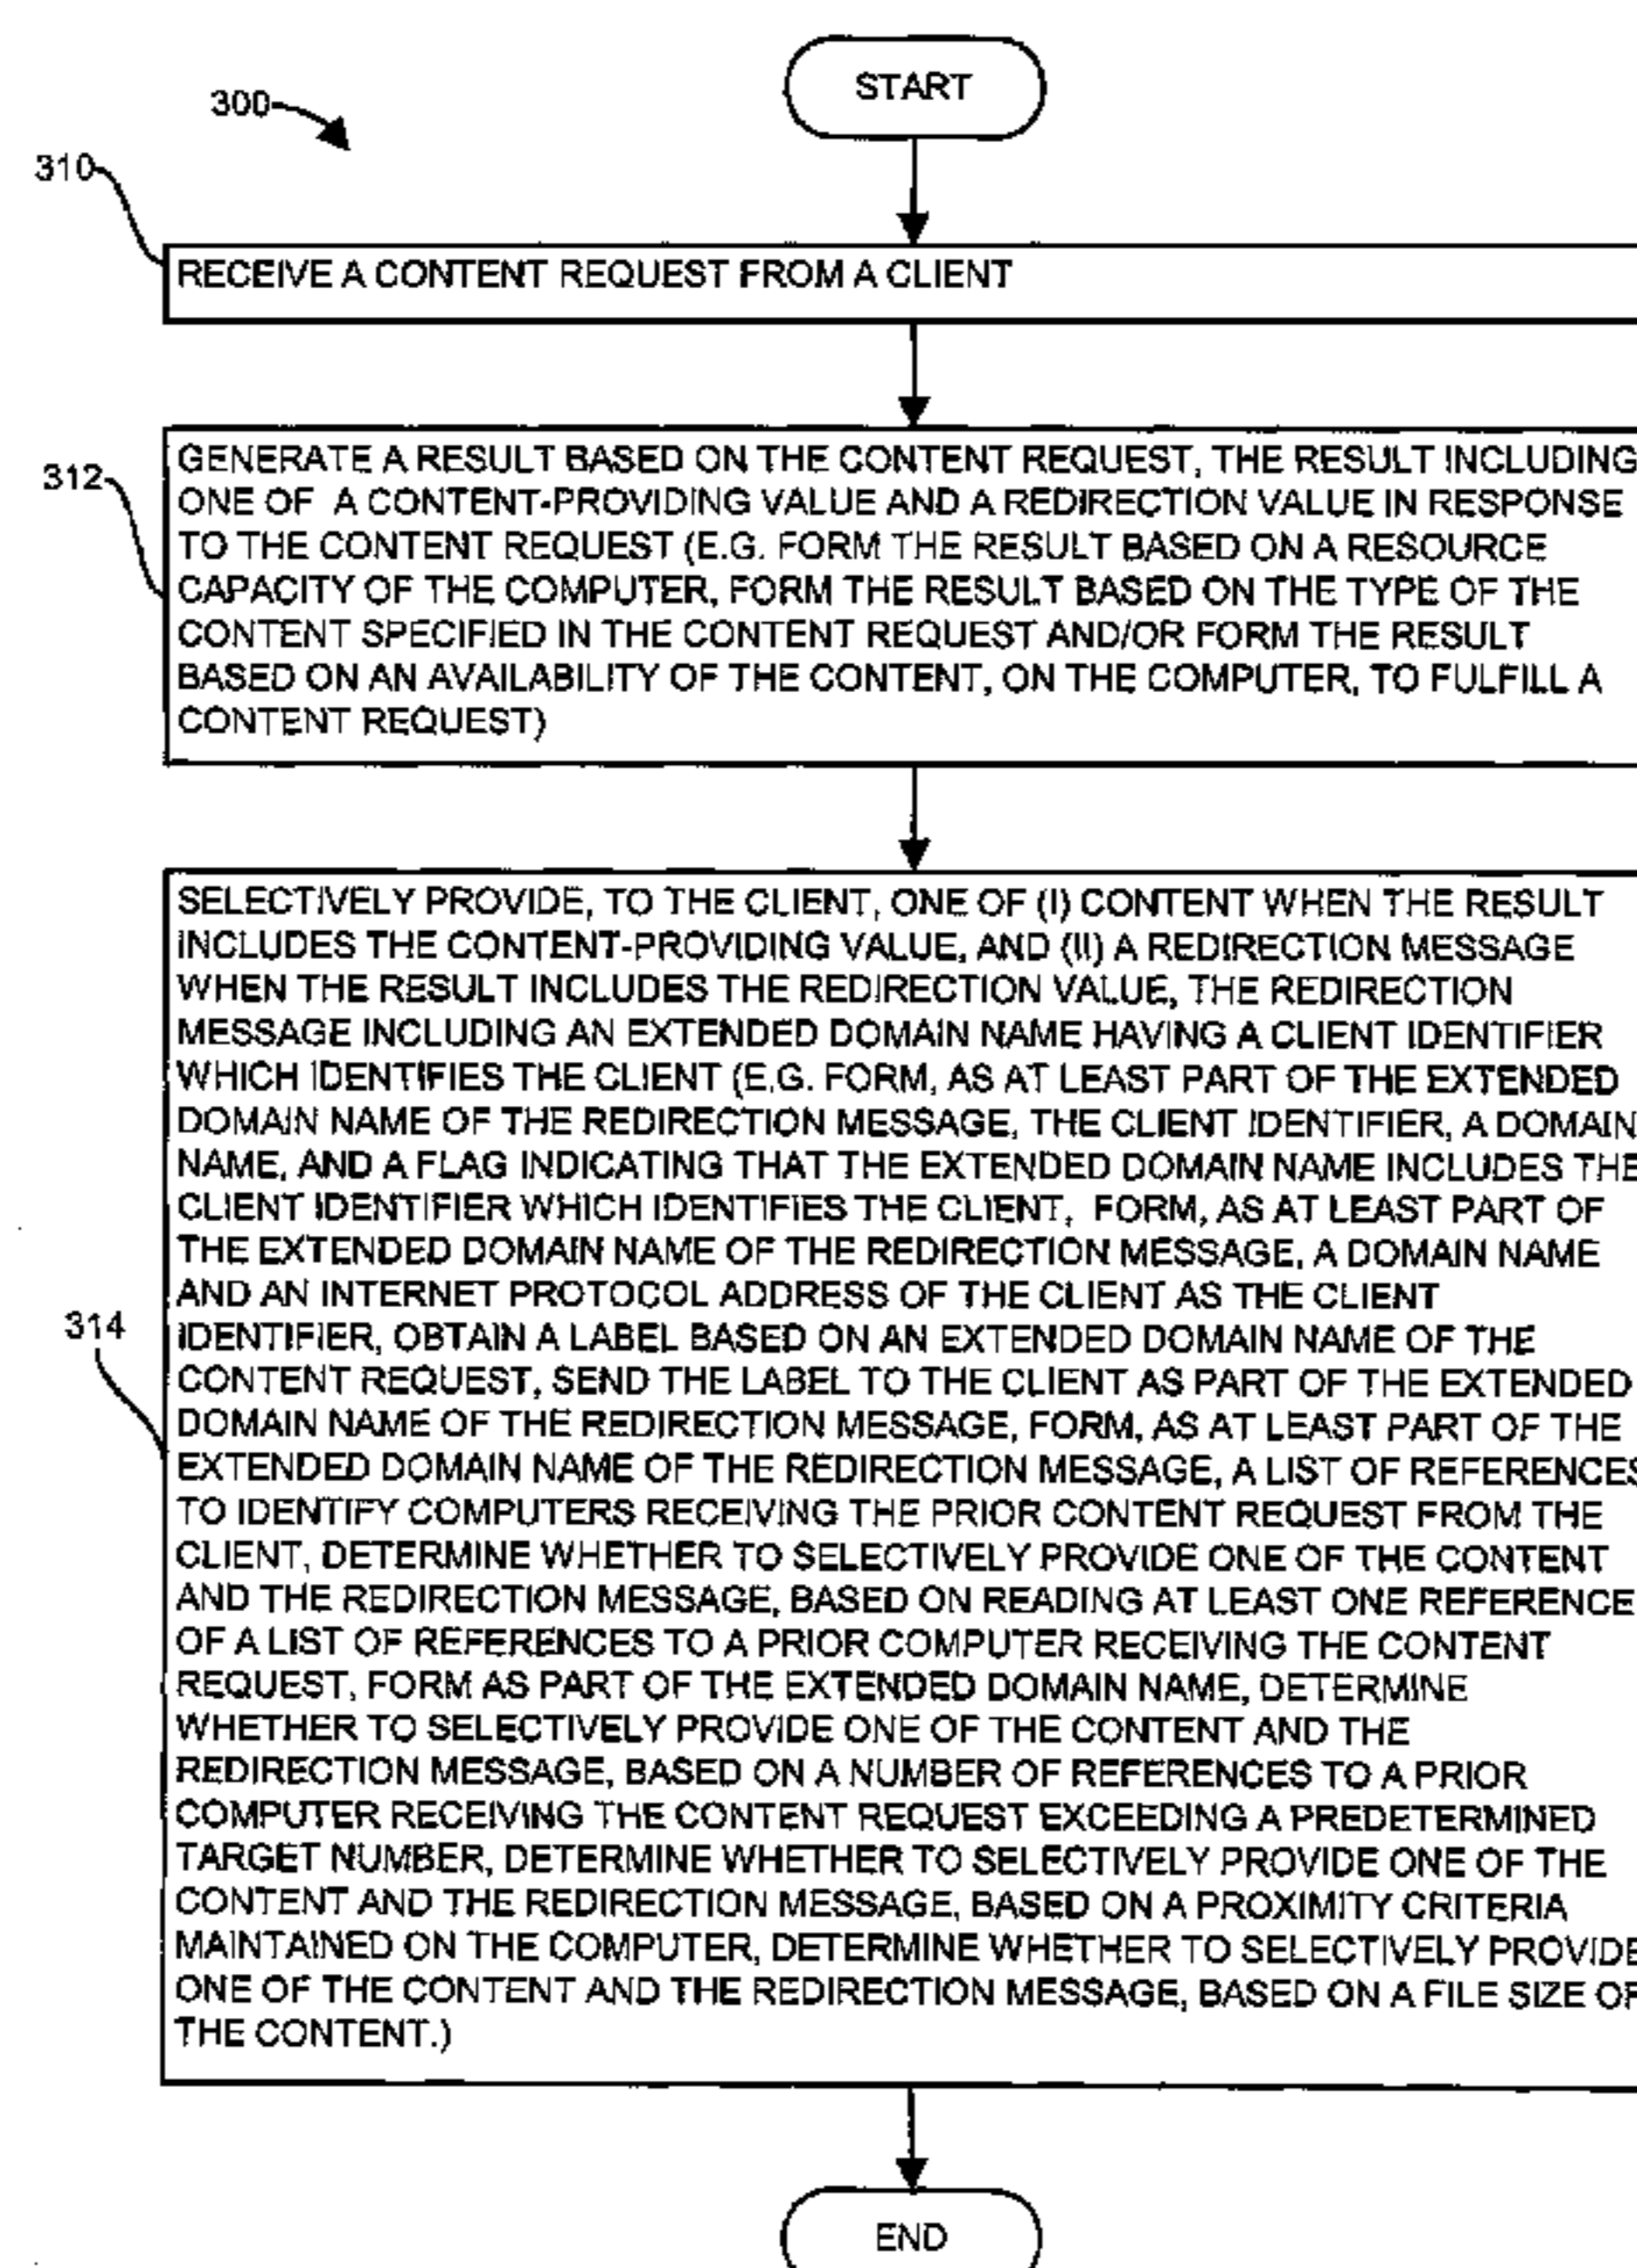 START
300
310
RECEIVE A CONTENT REQUEST FROM A CLIENT
312
GENERATE A RESULT BASED ON THE CONTENT REQUEST, THE RESULT INCLUDING
ONE OF A CONTENT-PROVIDING VALUE AND A REDIRECTION VALUE IN RESPONSE
TO THE CONTENT REQUEST (E.G. FORM THE RESULT BASED ON A RESOURCE
CAPACITY OF THE COMPUTER, FORM THE RESULT BASED ON THE TYPE OF THE
CONTENT SPECIFIED IN THE CONTENT REQUEST AND/OR FORM THE RESULT
BASED ON AN AVAILABILITY OF THE CONTENT, ON THE COMPUTER, TO FULFILL A
CONTENT REQUEST)
314
SELECTIVELY PROVIDE, TO THE CLIENT, ONE OF (I) CONTENT WHEN THE RESULT
INCLUDES THE CONTENT-PROVIDING VALUE, AND (II) A REDIRECTION MESSAGE
WHEN THE RESULT INCLUDES THE REDIRECTION VALUE, THE REDIRECTION
MESSAGE INCLUDING AN EXTENDED DOMAIN NAME HAVING A CLIENT IDENTIFIER
WHICH IDENTIFIES THE CLIENT (E.G. FORM, AS AT LEAST PART OF THE EXTENDED
DOMAIN NAME OF THE REDIRECTION MESSAGE, THE CLIENT IDENTIFIER, A DOMAIN
NAME, AND A FLAG INDICATING THAT THE EXTENDED DOMAIN NAME INCLUDES THE
CLIENT IDENTIFIER WHICH IDENTIFIES THE CLIENT, FORM, AS AT LEAST PART OF
THE EXTENDED DOMAIN NAME OF THE REDIRECTION MESSAGE, A DOMAIN NAME
AND AN INTERNET PROTOCOL ADDRESS OF THE CLIENT AS THE CLIENT
IDENTIFIER, OBTAIN A LABEL BASED ON AN EXTENDED DOMAIN NAME OF THE
CONTENT REQUEST, SEND THE LABEL TO THE CLIENT AS PART OF THE EXTENDED
DOMAIN NAME OF THE REDIRECTION MESSAGE, FORM, AS AT LEAST PART OF THE
EXTENDED DOMAIN NAME OF THE REDIRECTION MESSAGE, A LIST OF REFERENCES
TO IDENTIFY COMPUTERS RECEIVING THE PRIOR CONTENT REQUEST FROM THE
CLIENT, DETERMINE WHETHER TO SELECTIVELY PROVIDE ONE OF THE CONTENT
AND THE REDIRECTION MESSAGE, BASED ON READING AT LEAST ONE REFERENCE
OF A LIST OF REFERENCES TO A PRIOR COMPUTER RECEIVING THE CONTENT
REQUEST, FORM AS PART OF THE EXTENDED DOMAIN NAME, DETERMINE
WHETHER TO SELECTIVELY PROVIDE ONE OF THE CONTENT AND THE
REDIRECTION MESSAGE, BASED ON A NUMBER OF REFERENCES TO A PRIOR
COMPUTER RECEIVING THE CONTENT REQUEST EXCEEDING A PREDETERMINED
TARGET NUMBER, DETERMINE WHETHER TO SELECTIVELY PROVIDE ONE OF THE
CONTENT AND THE REDIRECTION MESSAGE, BASED ON A PROXIMITY CRITERIA
MAINTAINED ON THE COMPUTER, DETERMINE WHETHER TO SELECTIVELY PROVIDE
ONE OF THE CONTENT AND THE REDIRECTION MESSAGE, BASED ON A FILE SIZE OF
THE CONTENT.)
END